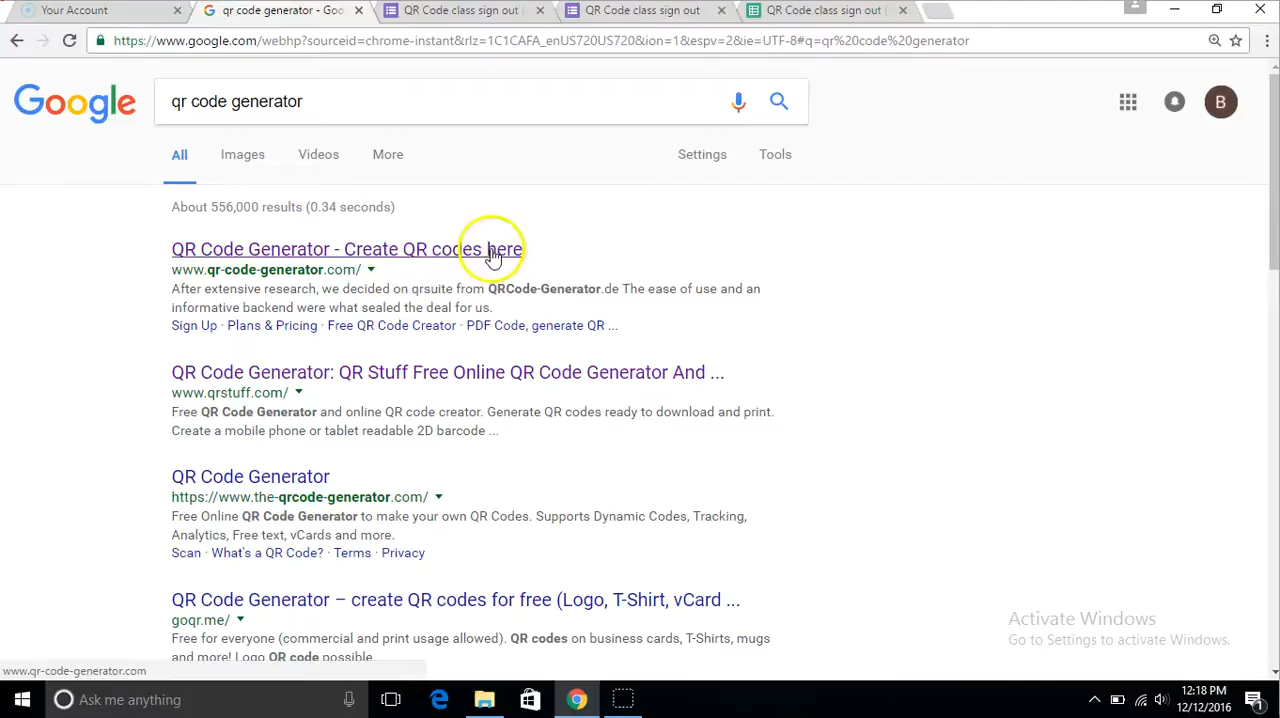 Your Account
qr code generator - Goo
QR Code class sign out
QR Code class sign out
QR Code class sign out
https://www.google.com/webhp?sourceid=chrome-instant&rlz=1C1CAFA_enUS720US720&ion=1&espv=2&ie=UTF-8#q=qr%20code%20generator
Google
qr code generator
B
All
Images
Videos
More
Settings
Tools
About 556,000 results (0.34 seconds)
QR Code Generator - Create QR codes here
www.qr-code-generator.com/
After extensive research, we decided on qrsuite from QRCode-Generator.de The ease of use and an
informative backend were what sealed the deal for us.
Sign Up · Plans & Pricing · Free QR Code Creator · PDF Code, generate QR ...
QR Code Generator: QR Stuff Free Online QR Code Generator And ...
www.qrstuff.com/
Free QR Code Generator and online QR code creator. Generate QR codes ready to download and print.
Create a mobile phone or tablet readable 2D barcode ...
QR Code Generator
https://www.the-qrcode-generator.com/
Free Online QR Code Generator to make your own QR Codes. Supports Dynamic Codes, Tracking,
Analytics, Free text, vCards and more.
Scan · What's a QR Code? · Terms · Privacy
QR Code Generator – create QR codes for free (Logo, T-Shirt, vCard ...
goqr.me/
Free for everyone (commercial and print usage allowed). QR codes on business cards, T-Shirts, mugs
and more! Logo QR code possible.
Activate Windows
Go to Settings to activate Windows.
www.qr-code-generator.com
Ask me anything
12:18 PM
12/12/2016
1